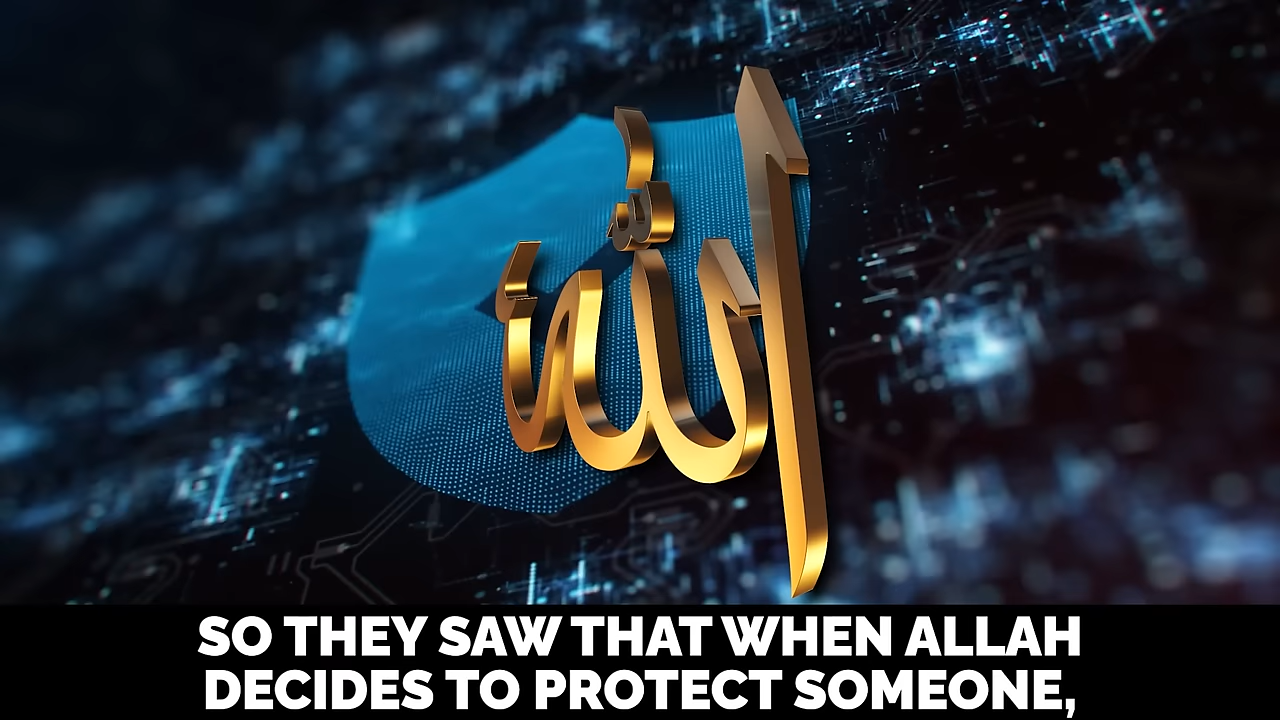 الله
SO THEY SAW THAT WHEN ALLAH
DECIDES TO PROTECT SOMEONE,